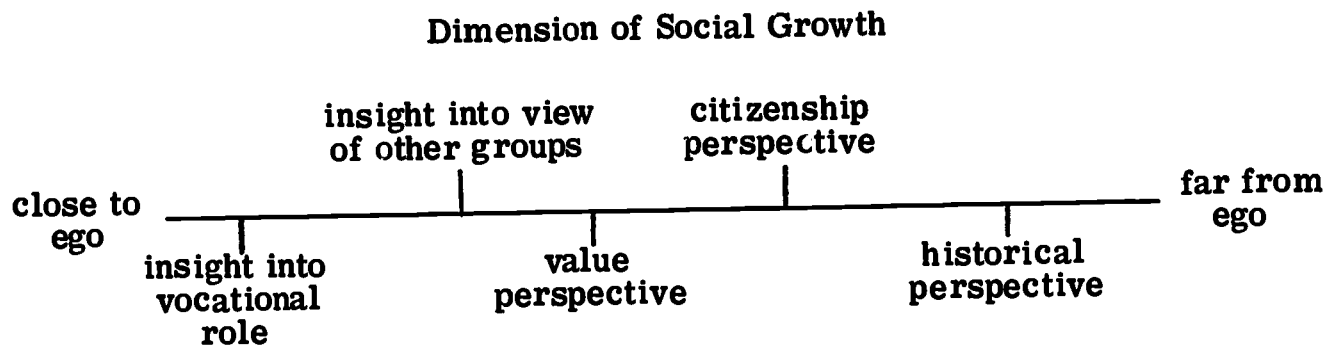 Dimension of Social Growth
insight into view
of other groups
citizenship
perspective
close to
ego
far from
ego
insight into
vocational
role
value
perspective
historical
perspective